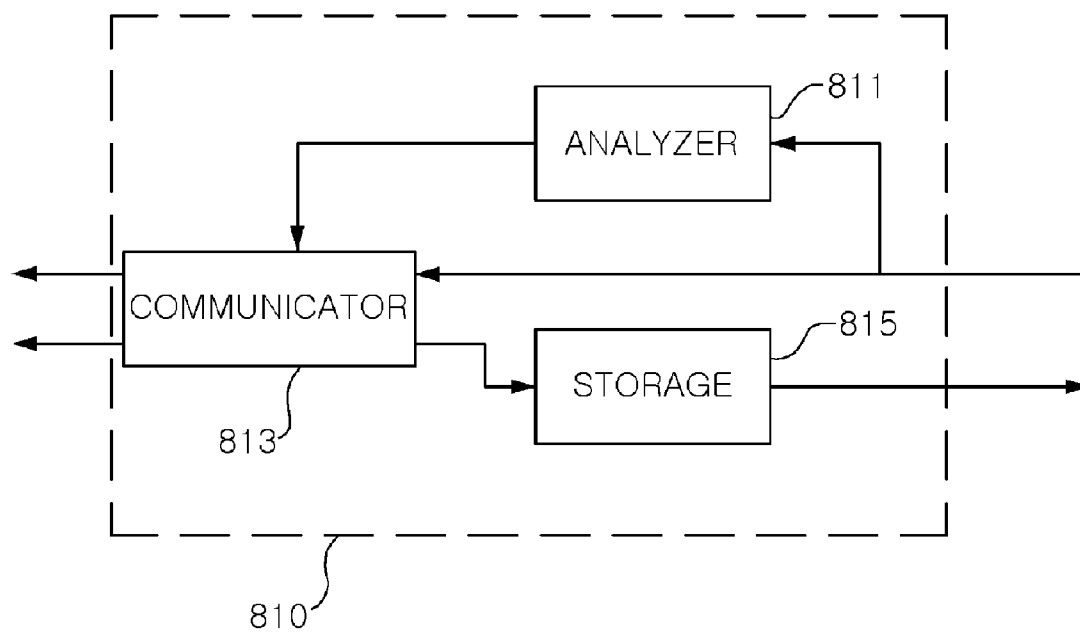 811
ANALYZER
COMMUNICATOR
815
STORAGE
813
810